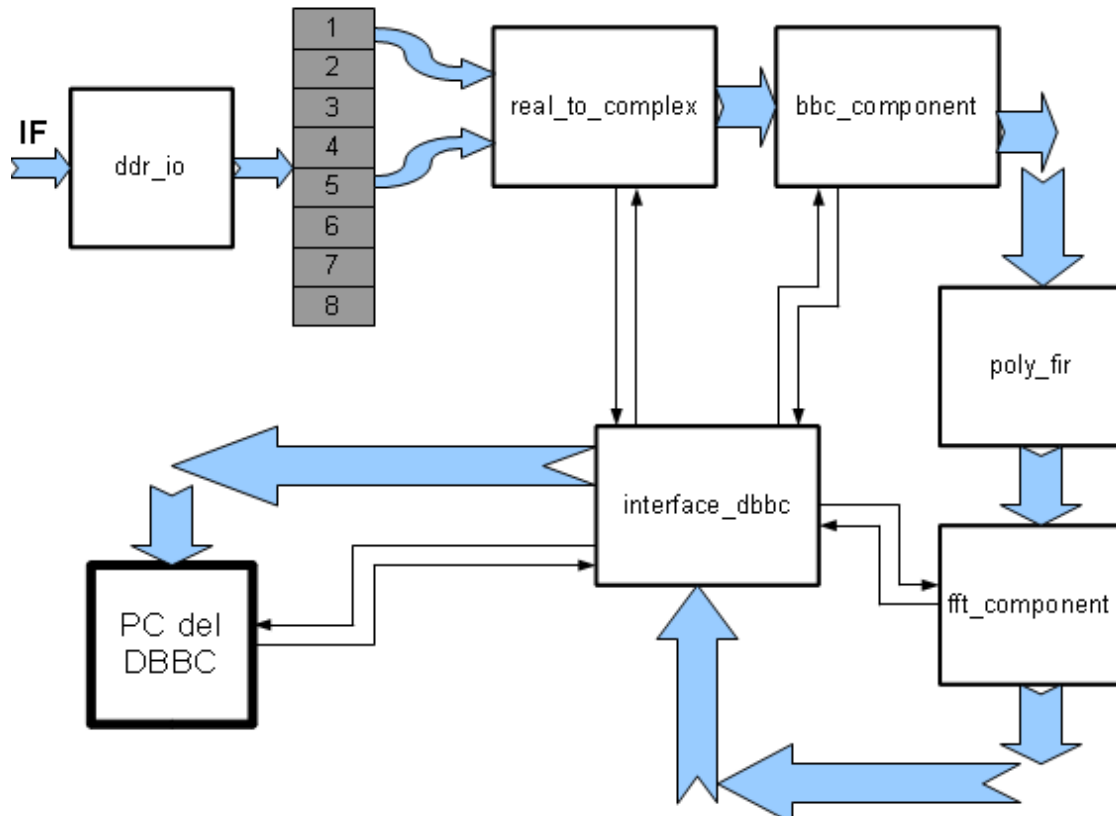 IF
ddr_io
1
2
3
4
5
6
7
8
real_to_complex
bbc_component
poly_fir
interface_dbbc
fft_component
PC del
DBBC